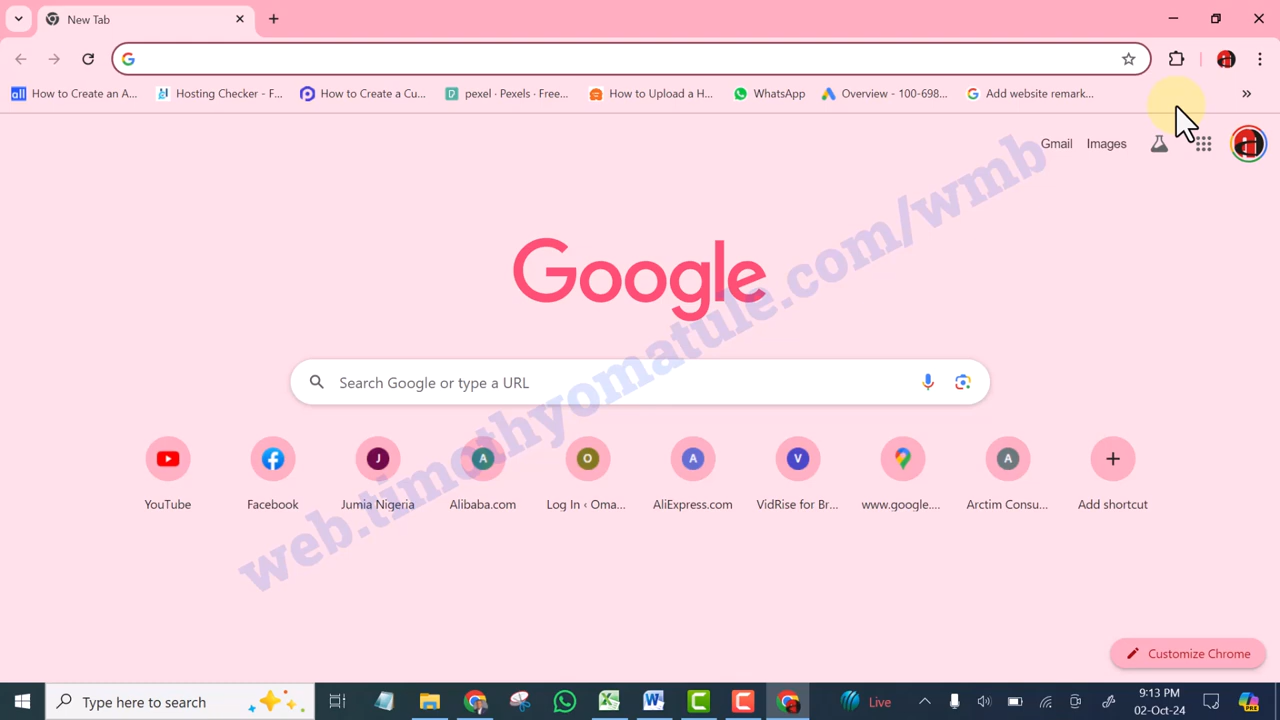 New Tab
How to Create an A...
Hosting Checker - F...
How to Create a Cu...
pexel · Pexels · Free...
How to Upload a H...
WhatsApp
Overview - 100-698...
Add website remark...
»
Gmail
Images
Google
Search Google or type a URL
YouTube
Facebook
J
Jumia Nigeria
A
Alibaba.com
O
Log In ‹ Oma...
A
AliExpress.com
V
VidRise for Br...
www.google....
A
Arctim Consu...
Add shortcut
web.timothyomatule.com/wmb
Customize Chrome
Type here to search
Live
9:13 PM
02-Oct-24